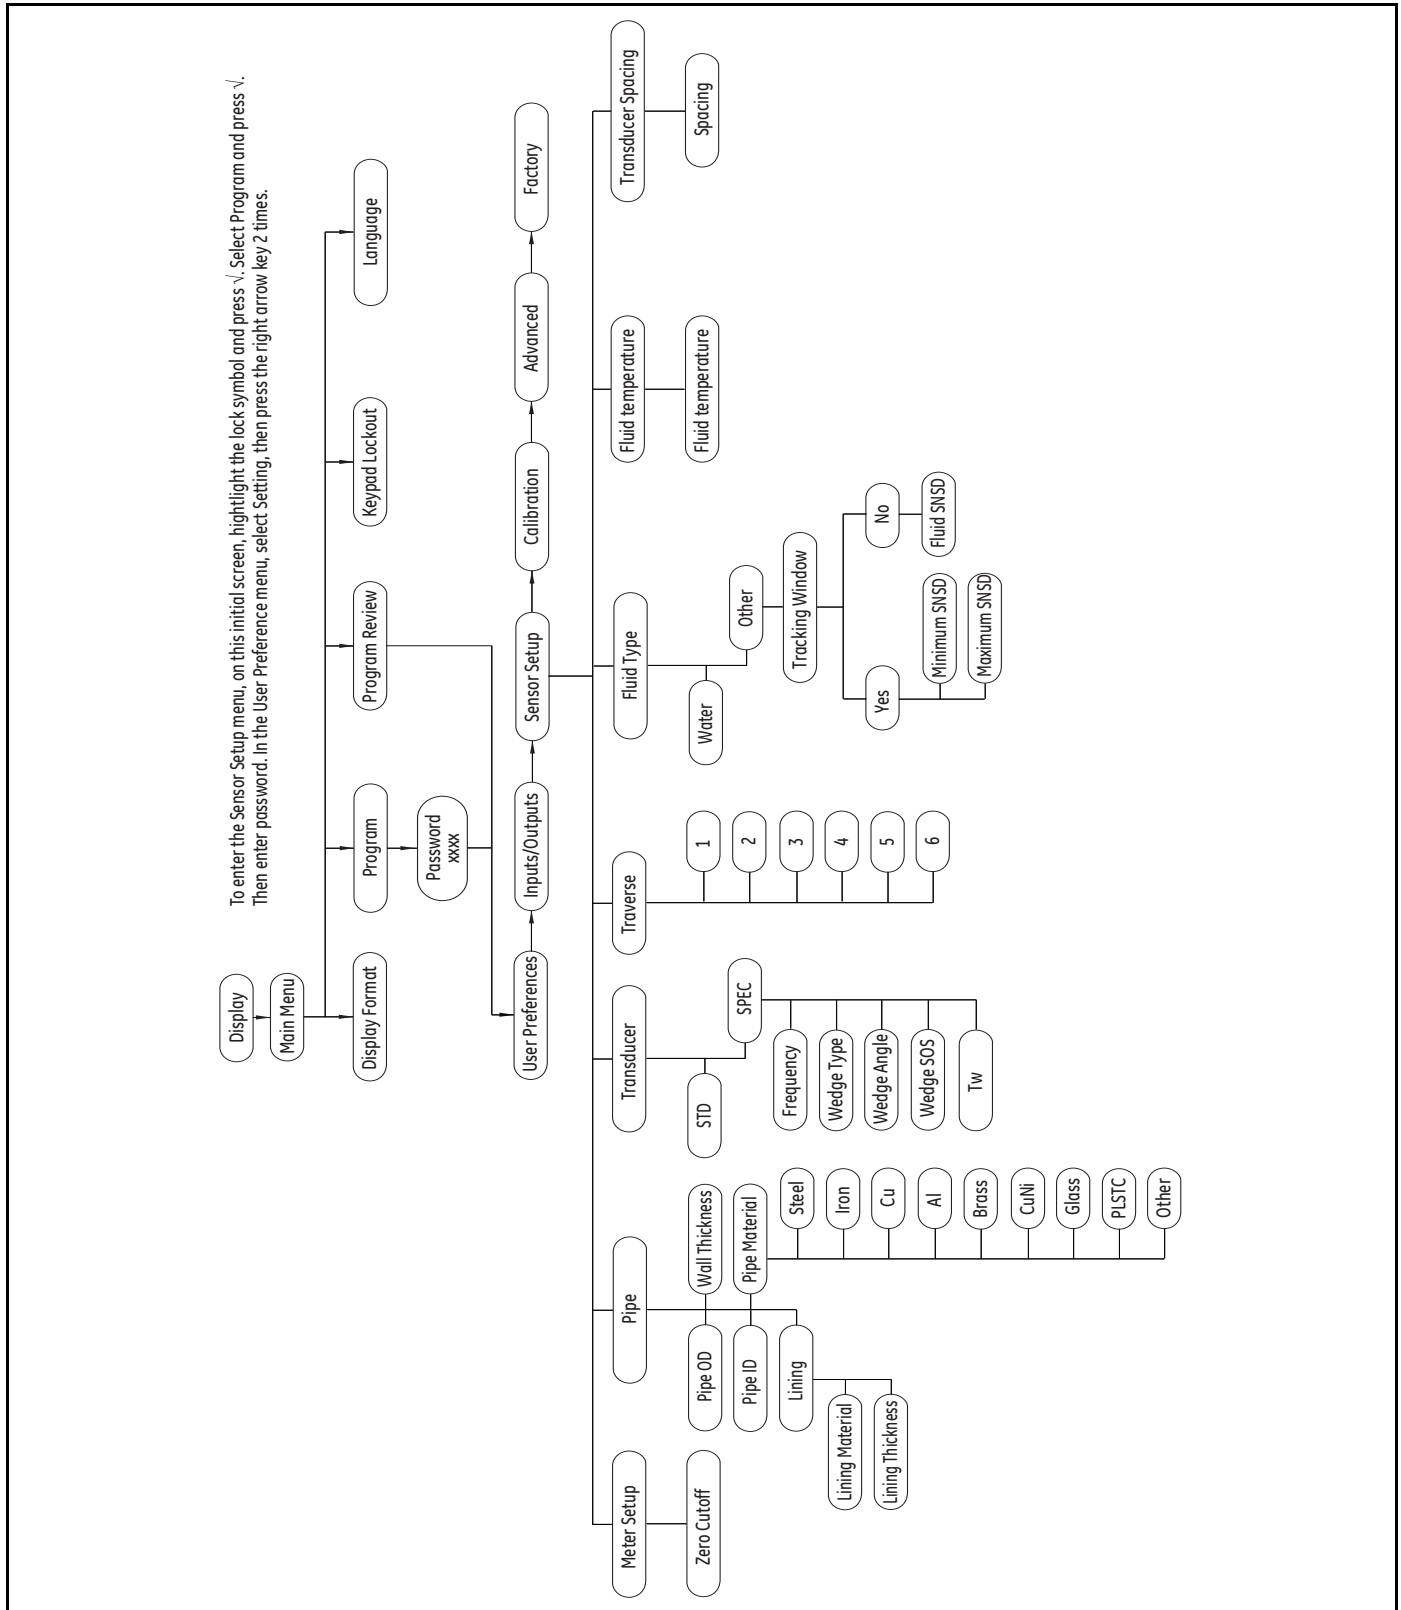 To enter the Sensor Setup menu, on this initial screen, hightlight the lock symbol and press √. Select Program and press √.
Then enter password. In the User Preference menu, select Setting, then press the right arrow key 2 times.
Display
Main Menu
Display Format
Program
Program Review
Keypad Lockout
Language
Password
xxxx
User Preferences
Inputs/Outputs
Sensor Setup
Calibration
Advanced
Factory
Meter Setup
Pipe
Transducer
Traverse
Fluid Type
Fluid temperature
Transducer Spacing
Zero Cutoff
Pipe OD
Wall Thickness
Pipe ID
Pipe Material
Lining
Lining Material
Lining Thickness
Steel
Iron
Cu
Al
Brass
CuNi
Glass
PLSTC
Other
STD
SPEC
Frequency
Wedge Type
Wedge Angle
Wedge SOS
Tw
1
2
3
4
5
6
Water
Other
Tracking Window
Yes
No
Minimum SNSD
Maximum SNSD
Fluid SNSD
Fluid temperature
Spacing